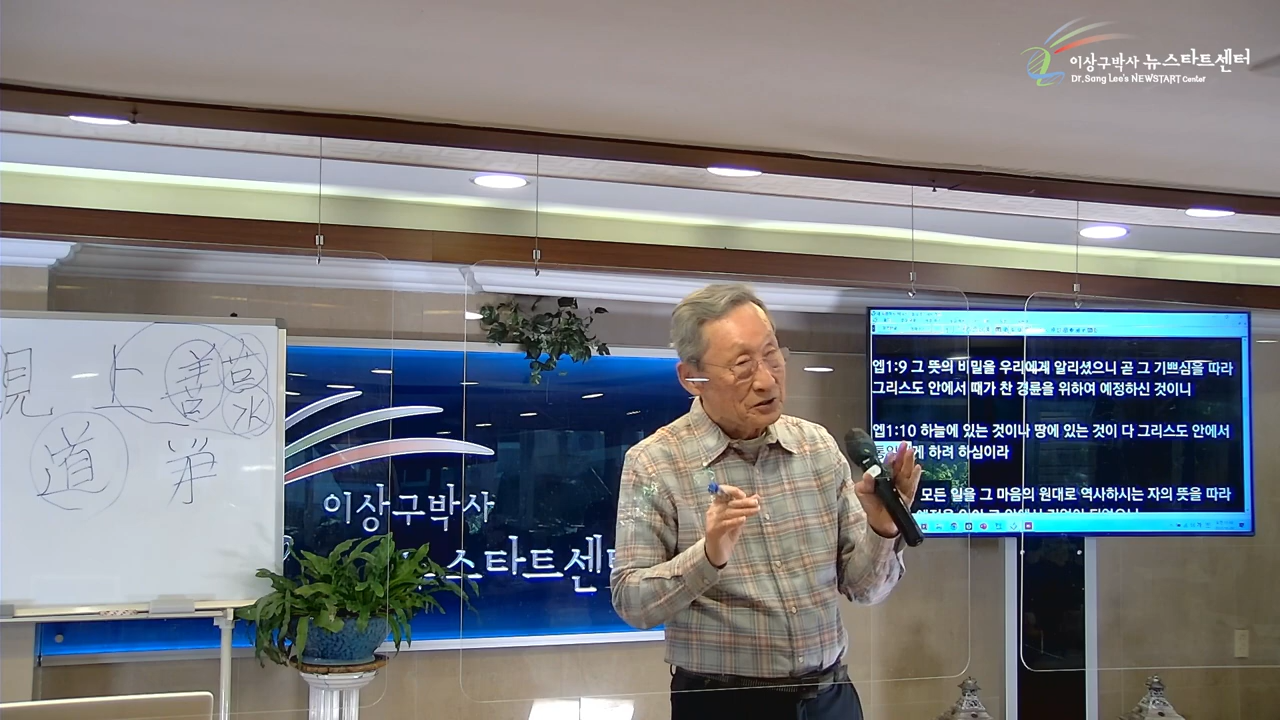 이상구박사 뉴스타트센터
Dr. Sang Lee's NEWSTART Center
見 上 善 若 水
道
이상구박사
스타트센
엡1:9 그 뜻의 비밀을 우리에게 알리셨으니 곧 그 기쁘심을 따라
그리스도 안에서 때가 찬 경륜을 위하여 예정하신 것이니
엡1:10 하늘에 있는 것이나 땅에 있는 것이 다 그리스도 안에서
통일되게 하려 하심이라
모든 일을 그 마음의 원대로 역사하시는 자의 뜻을 따라